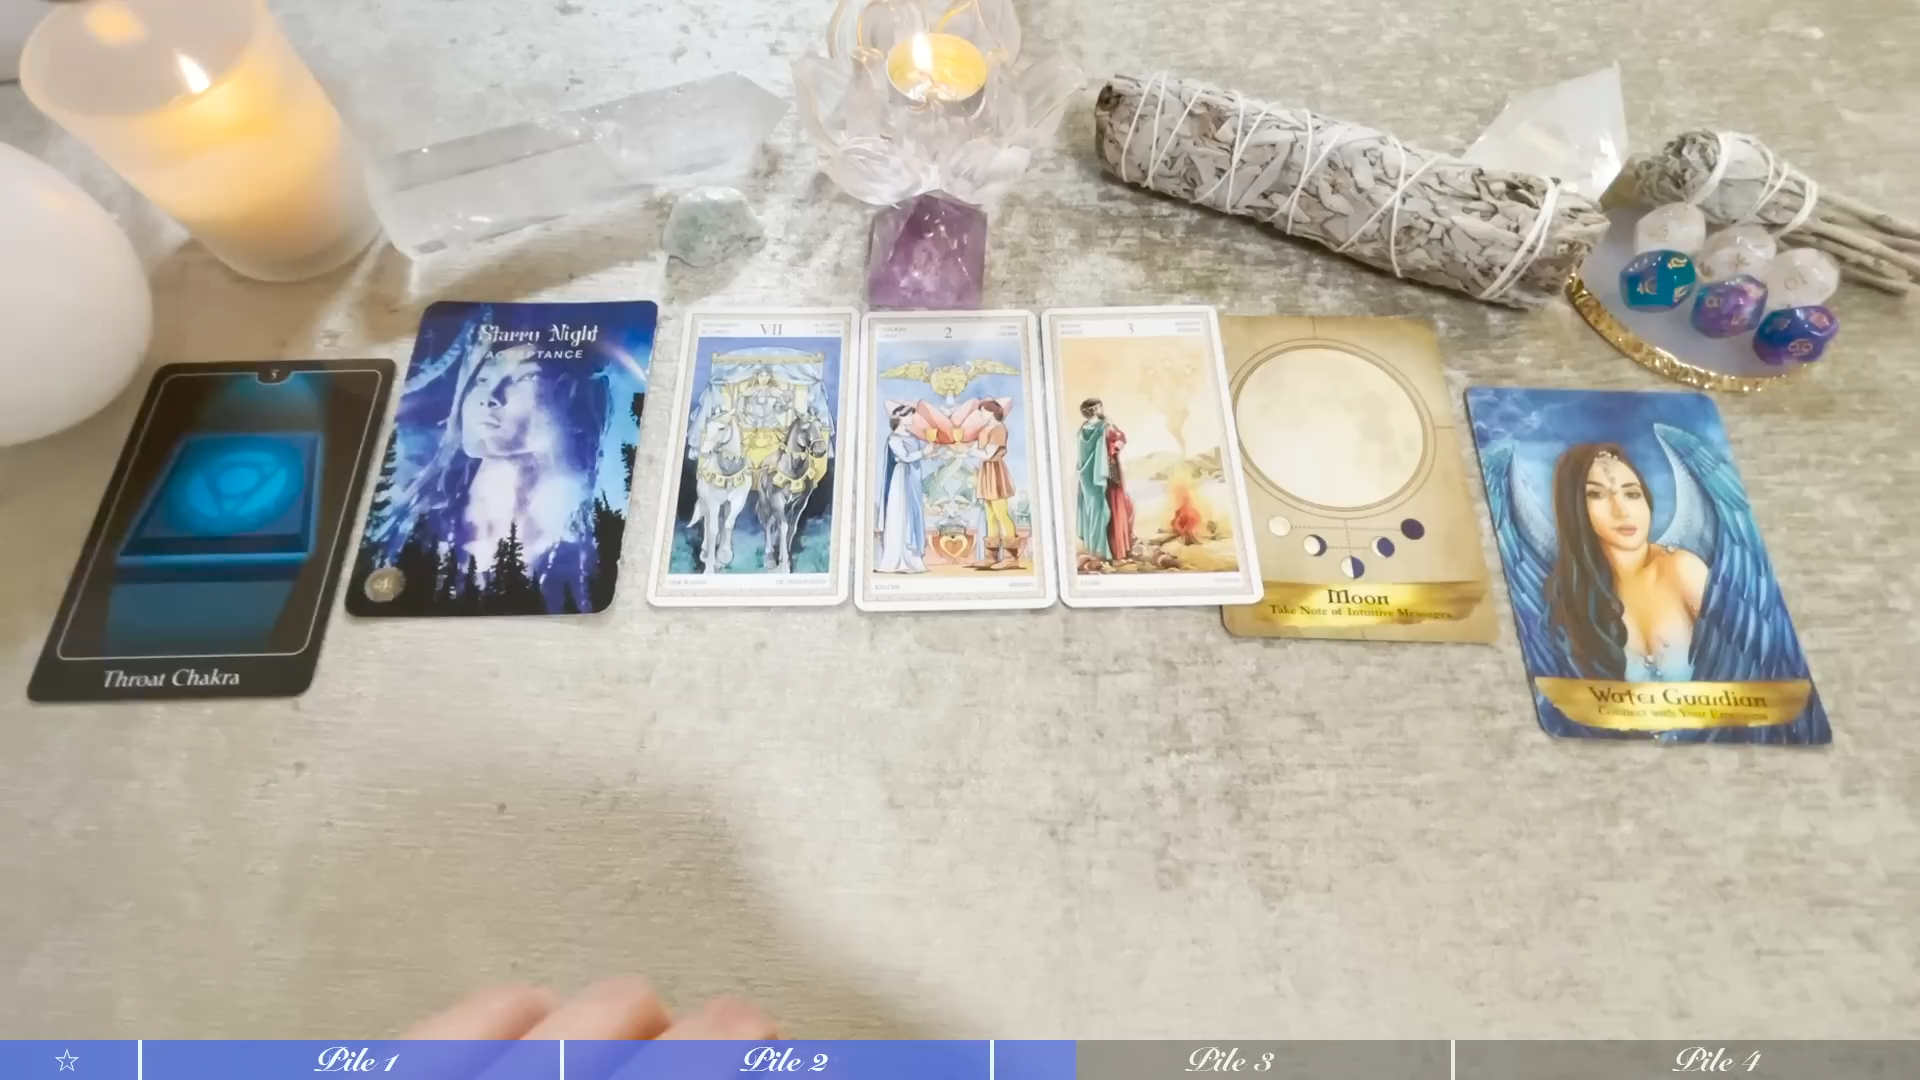 5
Throat Chakra
Starry Night
ACCEPTANCE
VII
2
3
Moon
Take Note of Intuitive Messages
Water Guardian
Connect with Your Emotions
☆
Pile 1
Pile 2
Pile 3
Pile 4